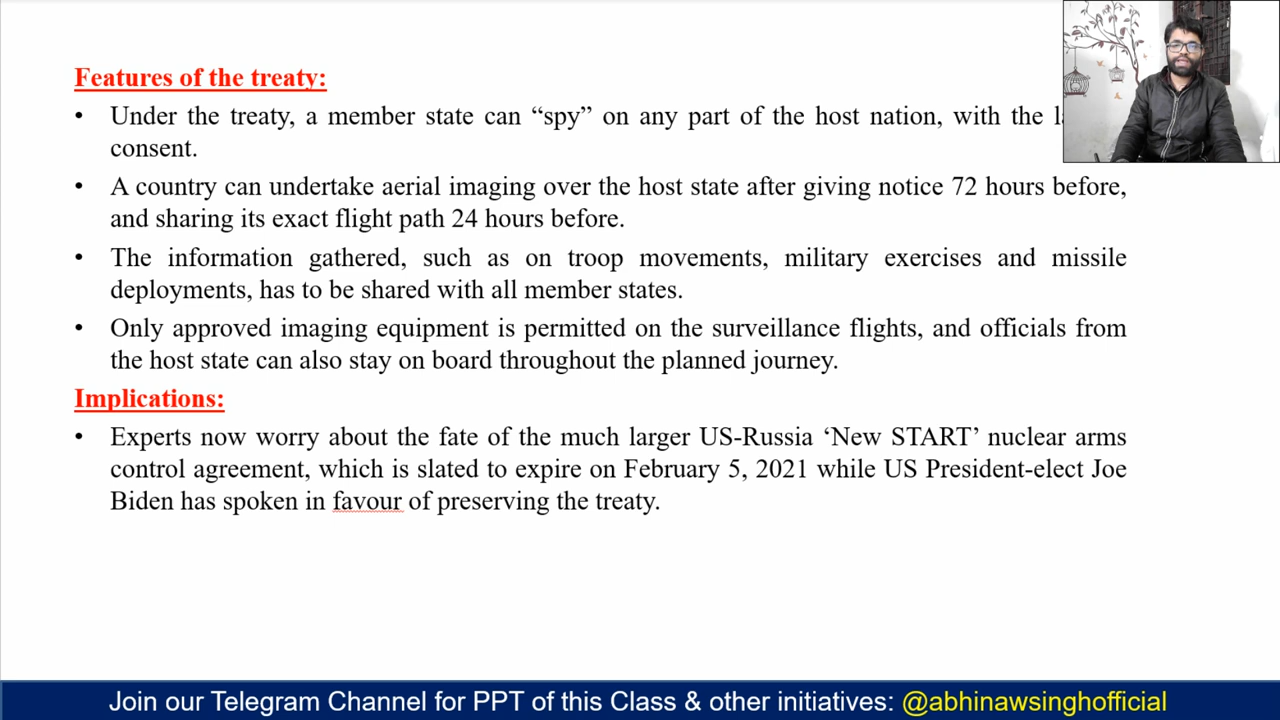 Features of the treaty:
• Under the treaty, a member state can “spy” on any part of the host nation, with the
consent.
• A country can undertake aerial imaging over the host state after giving notice 72 hours before,
and sharing its exact flight path 24 hours before.
• The information gathered, such as on troop movements, military exercises and missile
deployments, has to be shared with all member states.
• Only approved imaging equipment is permitted on the surveillance flights, and officials from
the host state can also stay on board throughout the planned journey.
Implications:
• Experts now worry about the fate of the much larger US-Russia ‘New START’ nuclear arms
control agreement, which is slated to expire on February 5, 2021 while US President-elect Joe
Biden has spoken in favour of preserving the treaty.
Join our Telegram Channel for PPT of this Class & other initiatives: @abhinawsinghofficial